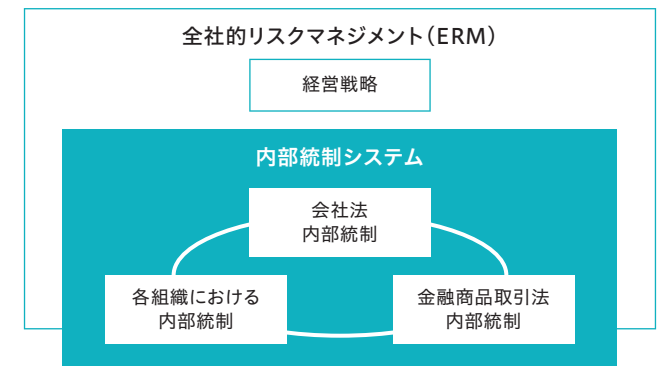 全社的リスクマネジメント（ERM）
経営戦略
内部統制システム
会社法
内部統制
各組織における
内部統制
金融商品取引法
内部統制